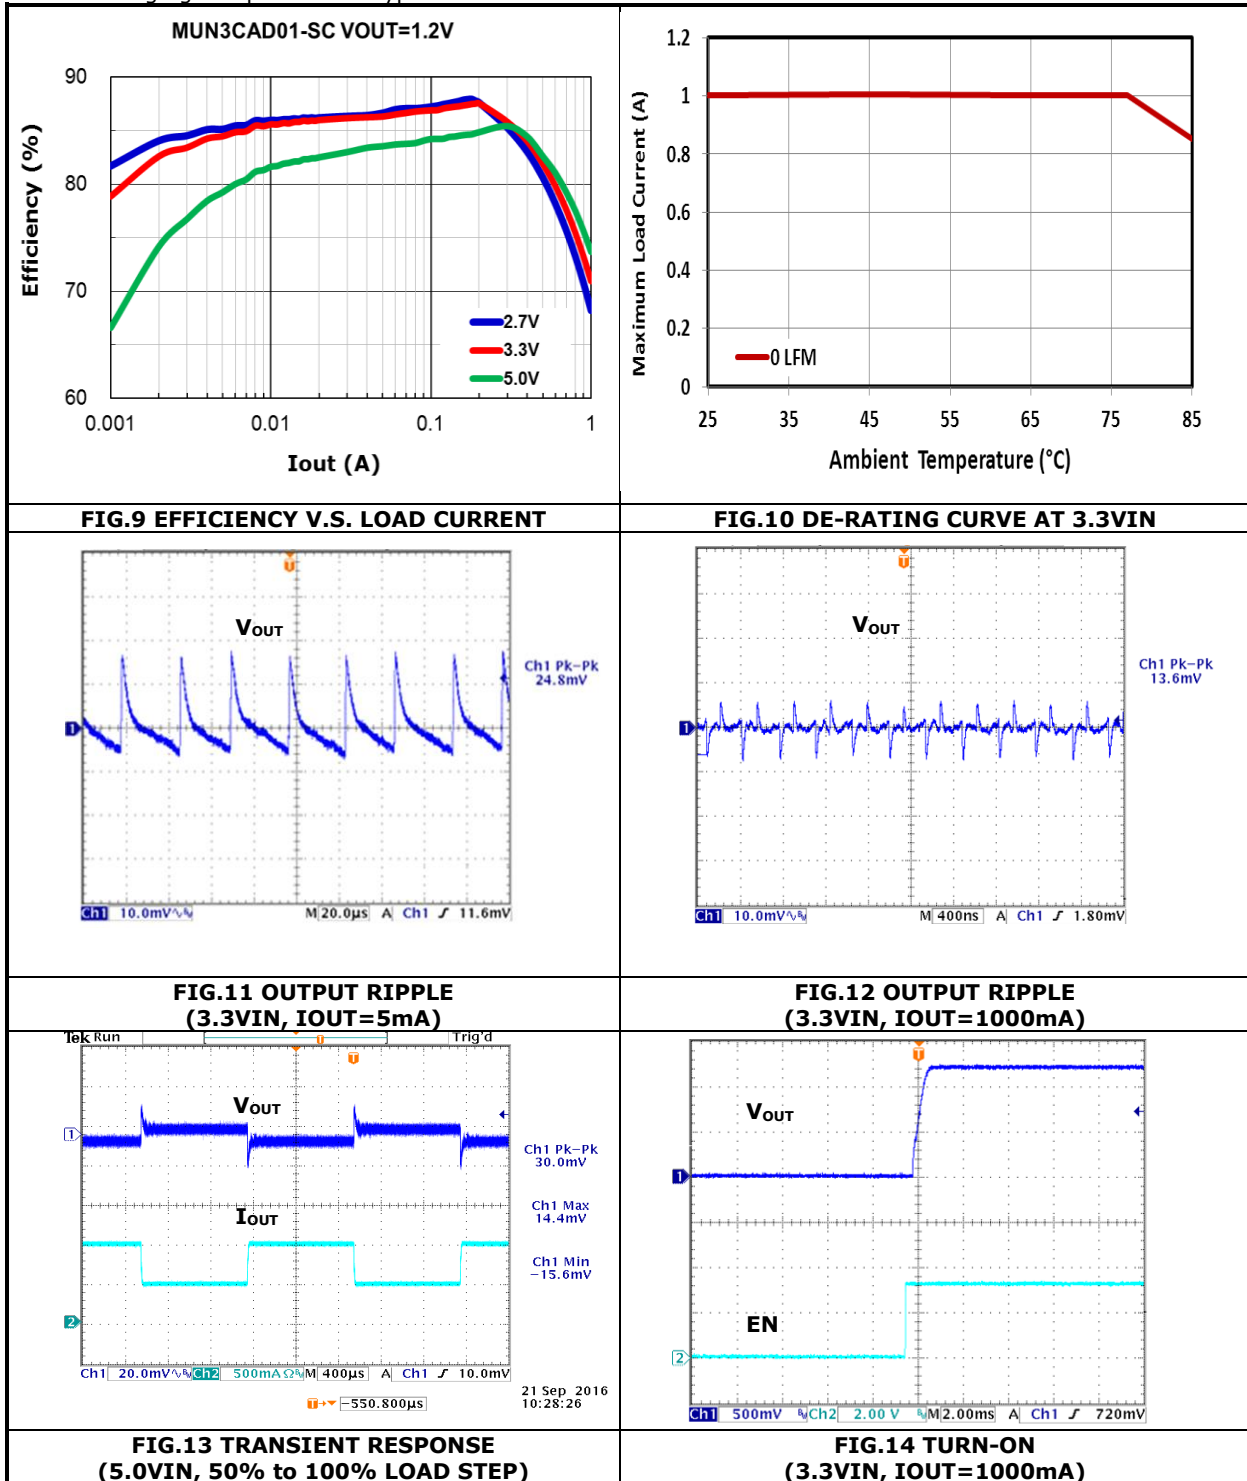 MUN3CAD01-SC VOUT=1.2V
Efficiency (%)
90
80
70
60
2.7V
3.3V
5.0V
0.001 0.01 0.1 1
Iout (A)
Maximum Load Current (A)
1.2
1
0.8
0.6
0.4
0.2
0
0 LFM
25 35 45 55 65 75 85
Ambient Temperature (°C)
FIG.9 EFFICIENCY V.S. LOAD CURRENT
FIG.10 DE-RATING CURVE AT 3.3VIN
T
VOUT
1
Ch1 Pk-Pk
24.8mV
Ch1 10.0mV M 20.0µs A Ch1 11.6mV
T
VOUT
1
Ch1 Pk-Pk
13.6mV
Ch1 10.0mV M 400ns A Ch1 1.80mV
FIG.11 OUTPUT RIPPLE
(3.3VIN, IOUT=5mA)
FIG.12 OUTPUT RIPPLE
(3.3VIN, IOUT=1000mA)
Tek Run Trig'd
T
VOUT
1
Ch1 Pk-Pk
30.0mV
Ch1 Max
14.4mV
IOUT
Ch1 Min
-15.6mV
2
Ch1 20.0mV Ch2 500mA Ω M 400µs A Ch1 10.0mV
T -550.800µs
21 Sep 2016
10:28:26
T
VOUT
1
EN
2
Ch1 500mV Ch2 2.00 V M 2.00ms A Ch1 720mV
FIG.13 TRANSIENT RESPONSE
(5.0VIN, 50% to 100% LOAD STEP)
FIG.14 TURN-ON
(3.3VIN, IOUT=1000mA)